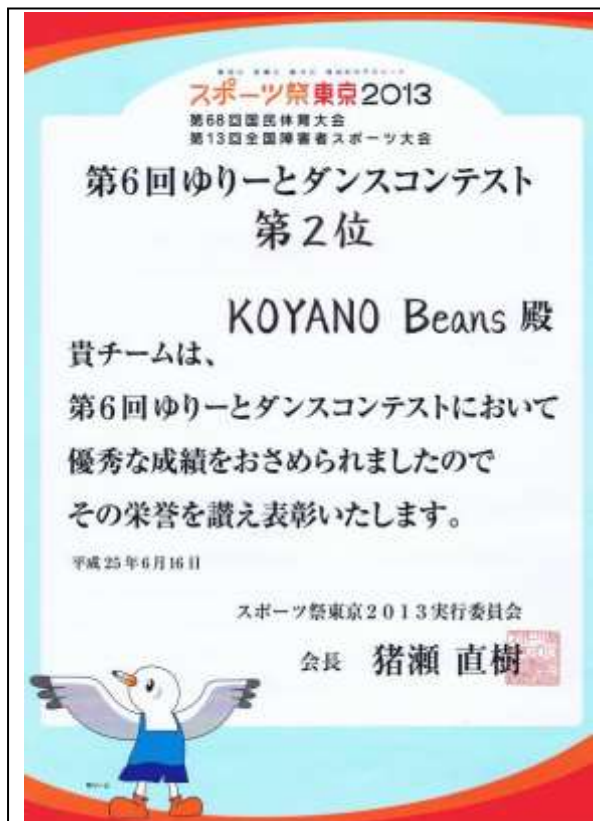 スポーツ祭東京2013
第68回国民体育大会
第13回全国障害者スポーツ大会
第6回ゆりーとダンスコンテスト
第2位
KOYANO Beans 殿
貴チームは、
第6回ゆりーとダンスコンテストにおいて
優秀な成績をおさめられましたので
その栄誉を讃え表彰いたします。
平成25年6月16日
スポーツ祭東京2013実行委員会
会長 猪瀬 直樹